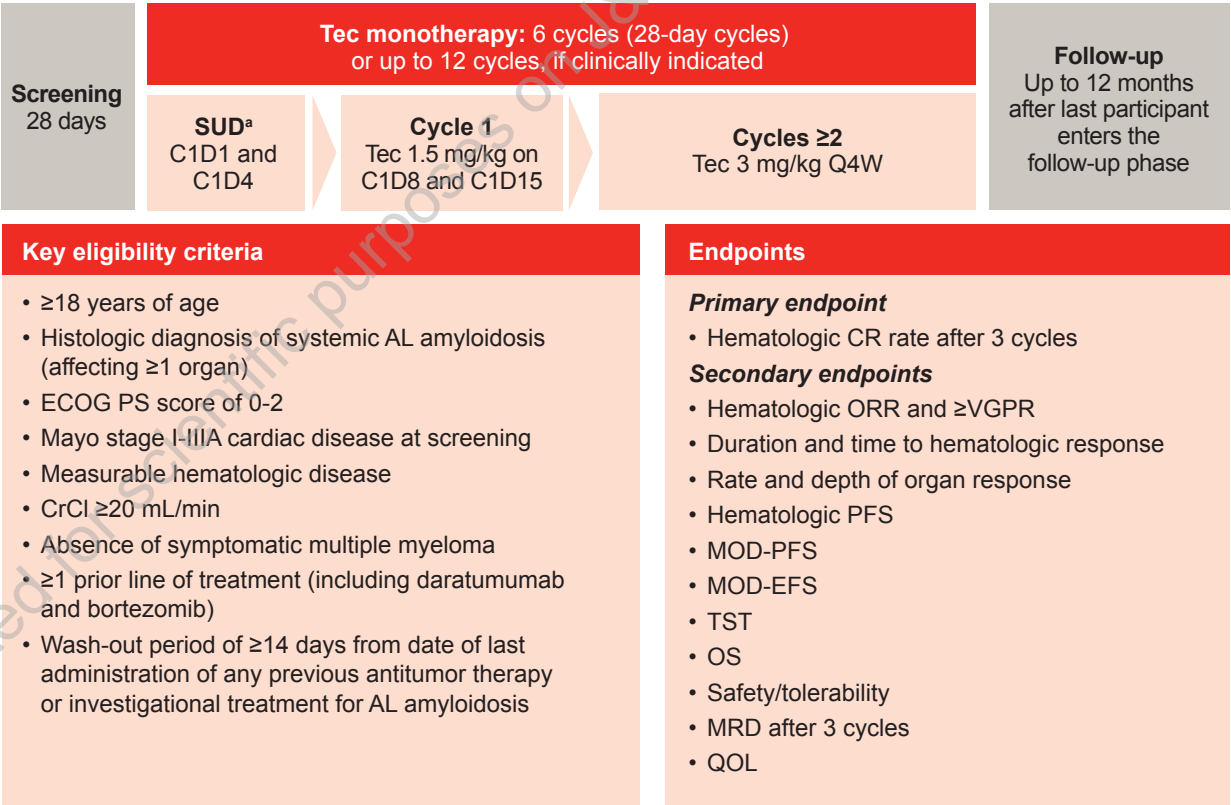 Screening
28 days
Tec monotherapy: 6 cycles (28-day cycles)
or up to 12 cycles, if clinically indicated
SUDa
C1D1 and
C1D4
Cycle 1
Tec 1.5 mg/kg on
C1D8 and C1D15
Cycles ≥2
Tec 3 mg/kg Q4W
Follow-up
Up to 12 months
after last participant
enters the
follow-up phase
Key eligibility criteria
• ≥18 years of age
• Histologic diagnosis of systemic AL amyloidosis
(affecting ≥1 organ)
• ECOG PS score of 0-2
• Mayo stage I-IIIA cardiac disease at screening
• Measurable hematologic disease
• CrCl ≥20 mL/min
• Absence of symptomatic multiple myeloma
• ≥1 prior line of treatment (including daratumumab
and bortezomib)
• Wash-out period of ≥14 days from date of last
administration of any previous antitumor therapy
or investigational treatment for AL amyloidosis
Endpoints
Primary endpoint
• Hematologic CR rate after 3 cycles
Secondary endpoints
• Hematologic ORR and ≥VGPR
• Duration and time to hematologic response
• Rate and depth of organ response
• Hematologic PFS
• MOD-PFS
• MOD-EFS
• TST
• OS
• Safety/tolerability
• MRD after 3 cycles
• QOL
for scientific purposes on